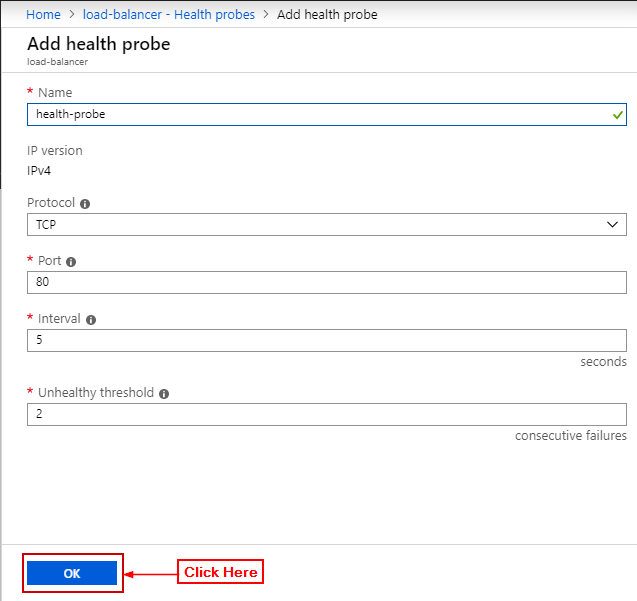 Home > load-balancer - Health probes > Add health probe
Add health probe
load-balancer
* Name
health-probe
IP version
IPv4
Protocol
TCP
* Port
80
* Interval
5
seconds
* Unhealthy threshold
2
consecutive failures
OK
Click Here